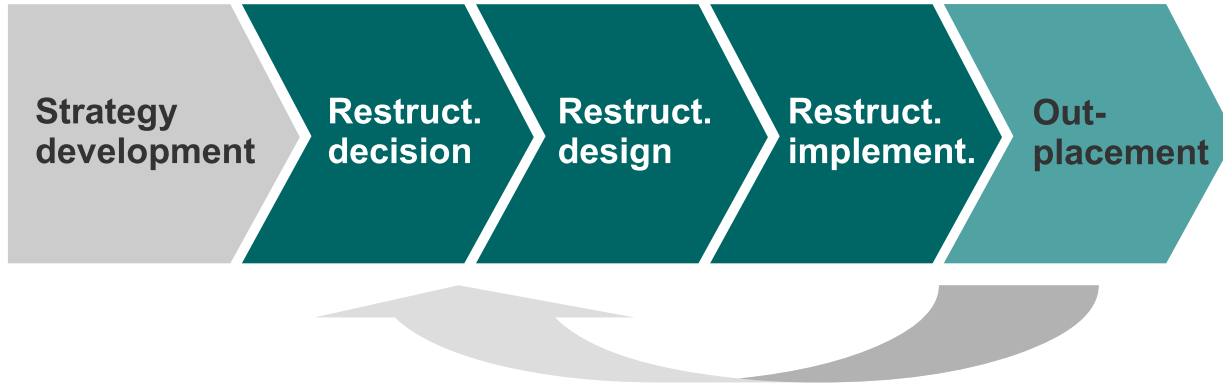 Strategy
development
Restruct.
decision
Restruct.
design
Restruct.
implement.
Out-
placement